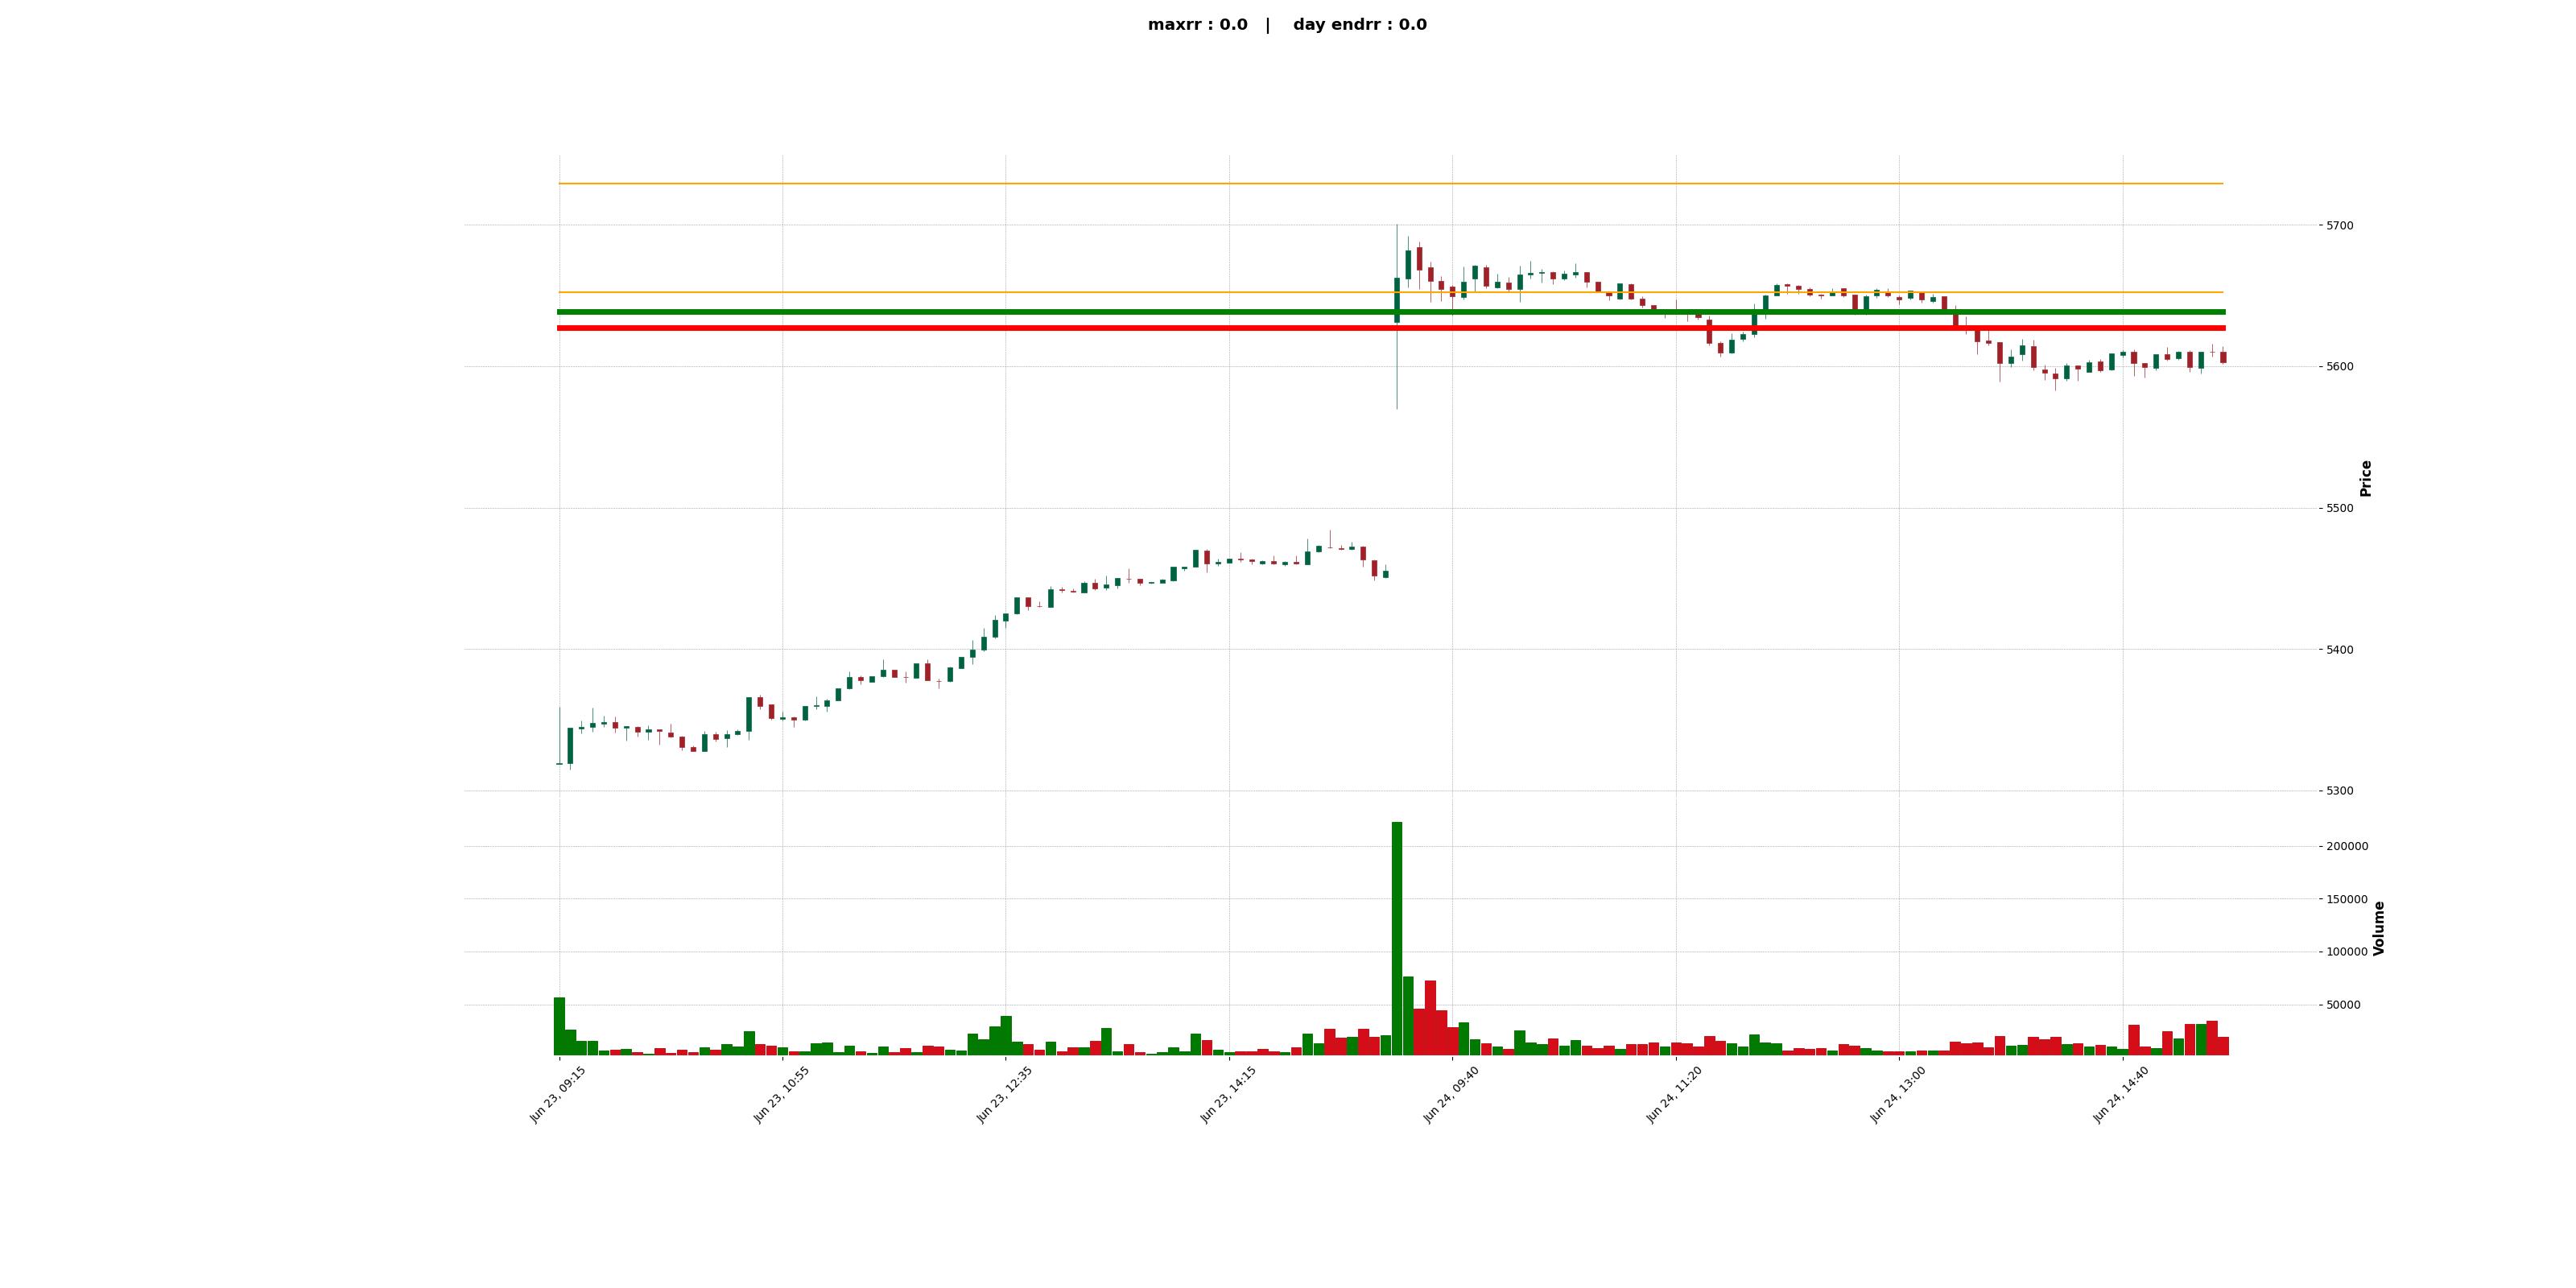 maxrr : 0.0 | day endrr : 0.0
5700
5600
5500
5400
5300
Price
200000
150000
100000
50000
Volume
Jun 23, 09:15
Jun 23, 10:55
Jun 23, 12:35
Jun 23, 14:15
Jun 24, 09:40
Jun 24, 11:20
Jun 24, 13:00
Jun 24, 14:40